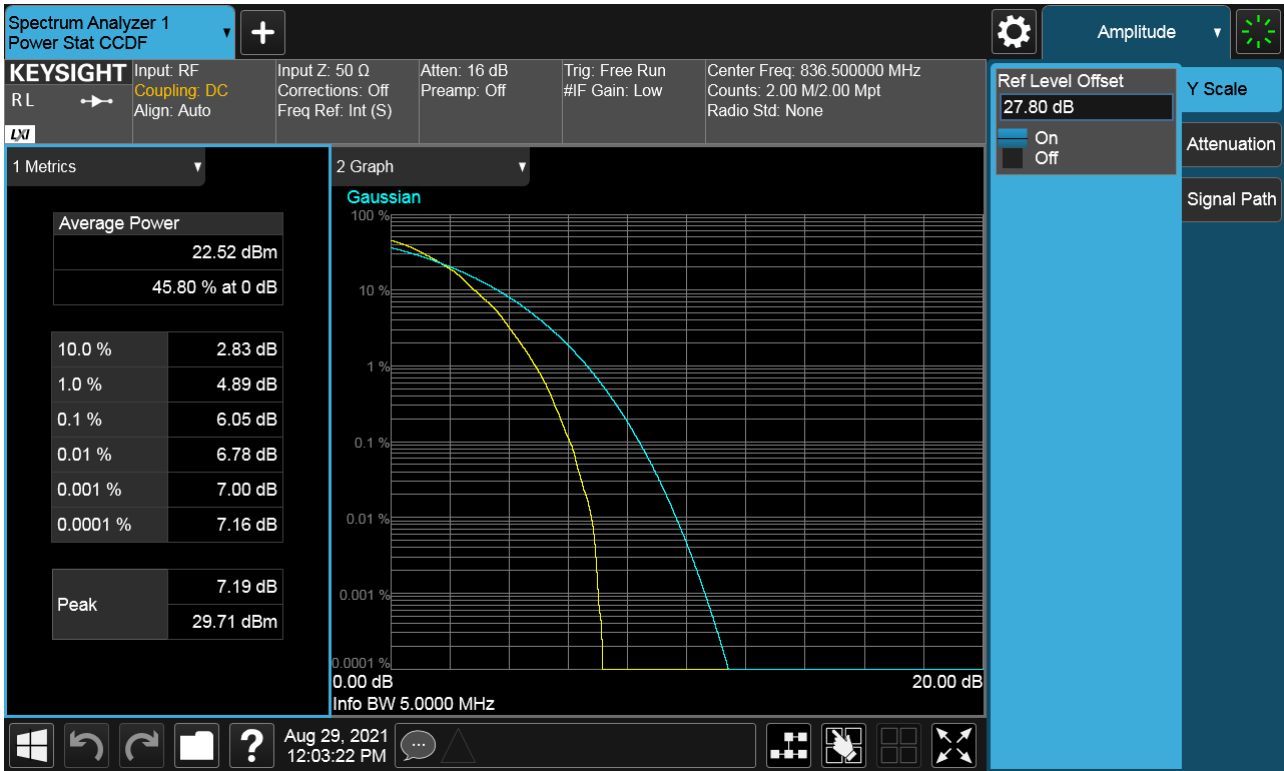 Spectrum Analyzer 1
Power Stat CCDF
Amplitude
KEYSIGHT
RL
LXI
Input: RF
Coupling: DC
Align: Auto
Input Z: 50 Ω
Corrections: Off
Freq Ref: Int (S)
Atten: 16 dB
Preamp: Off
Trig: Free Run
#IF Gain: Low
Center Freq: 836.500000 MHz
Counts: 2.00 M/2.00 Mpt
Radio Std: None
Ref Level Offset
27.80 dB
On
Off
Y Scale
Attenuation
Signal Path
1 Metrics
Average Power
22.52 dBm
45.80 % at 0 dB
10.0 % 2.83 dB
1.0 % 4.89 dB
0.1 % 6.05 dB
0.01 % 6.78 dB
0.001 % 7.00 dB
0.0001 % 7.16 dB
Peak
7.19 dB
29.71 dBm
2 Graph
Gaussian
100 %
10 %
1 %
0.1 %
0.01 %
0.001 %
0.0001 %
0.00 dB 20.00 dB
Info BW 5.0000 MHz
?
Aug 29, 2021
12:03:22 PM